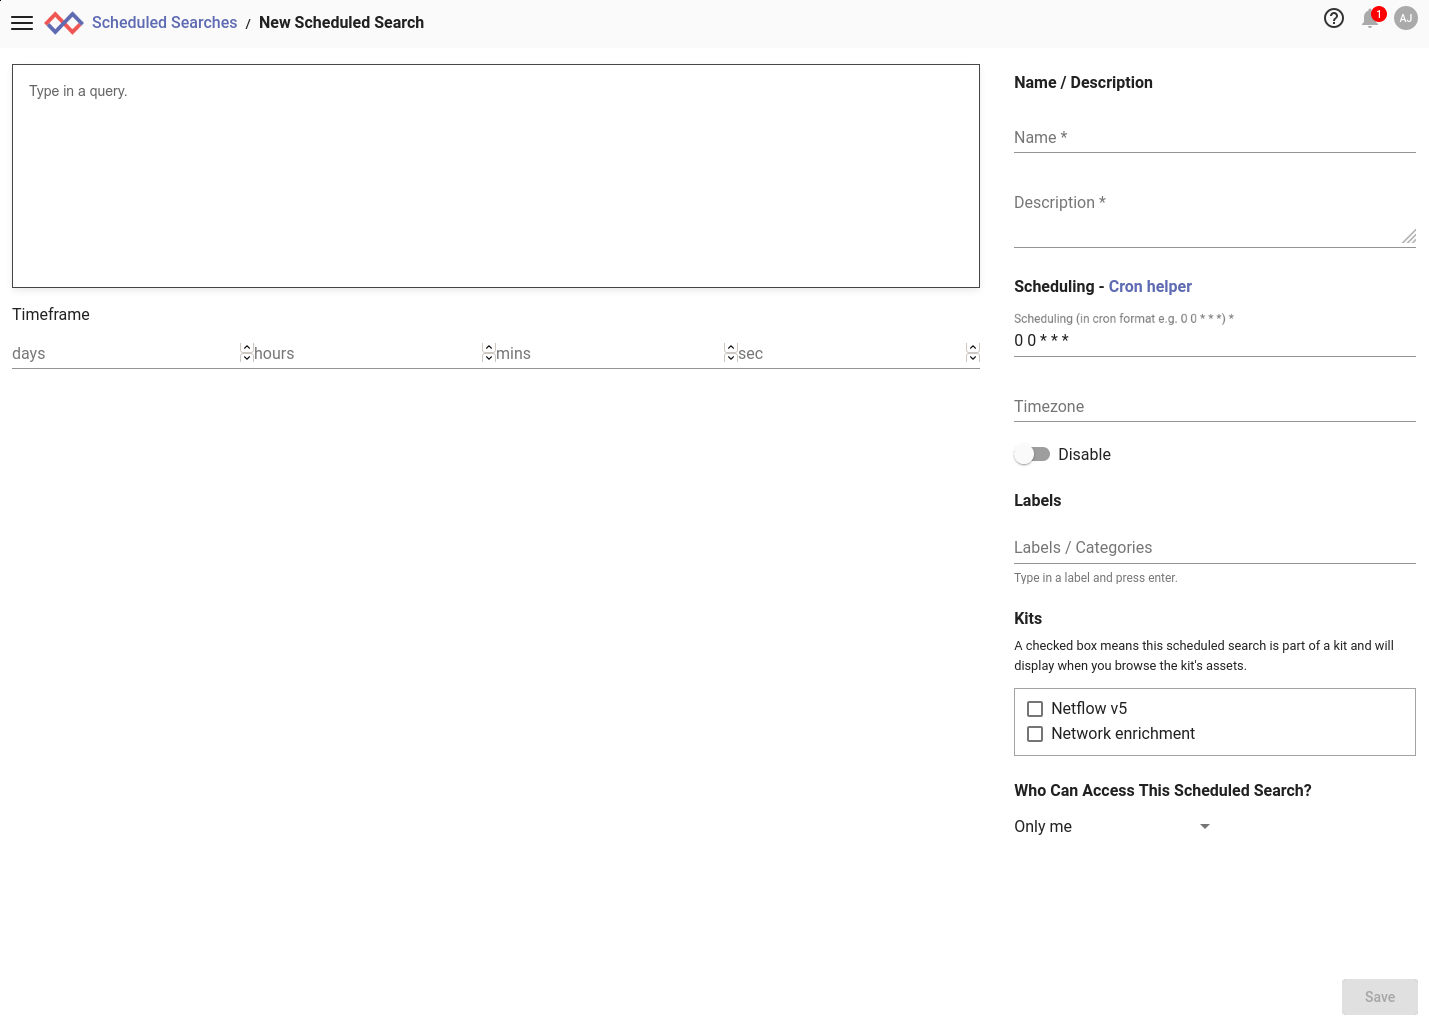 Scheduled Searches / New Scheduled Search
1
AJ
Type in a query.
Timeframe
days hours mins sec
Name / Description
Name *
Description *
Scheduling - Cron helper
Scheduling (in cron format e.g. 0 0 * * *) *
0 0 * * *
Timezone
Disable
Labels
Labels / Categories
Type in a label and press enter.
Kits
A checked box means this scheduled search is part of a kit and will
display when you browse the kit's assets.
Netflow v5
Network enrichment
Who Can Access This Scheduled Search?
Only me
Save